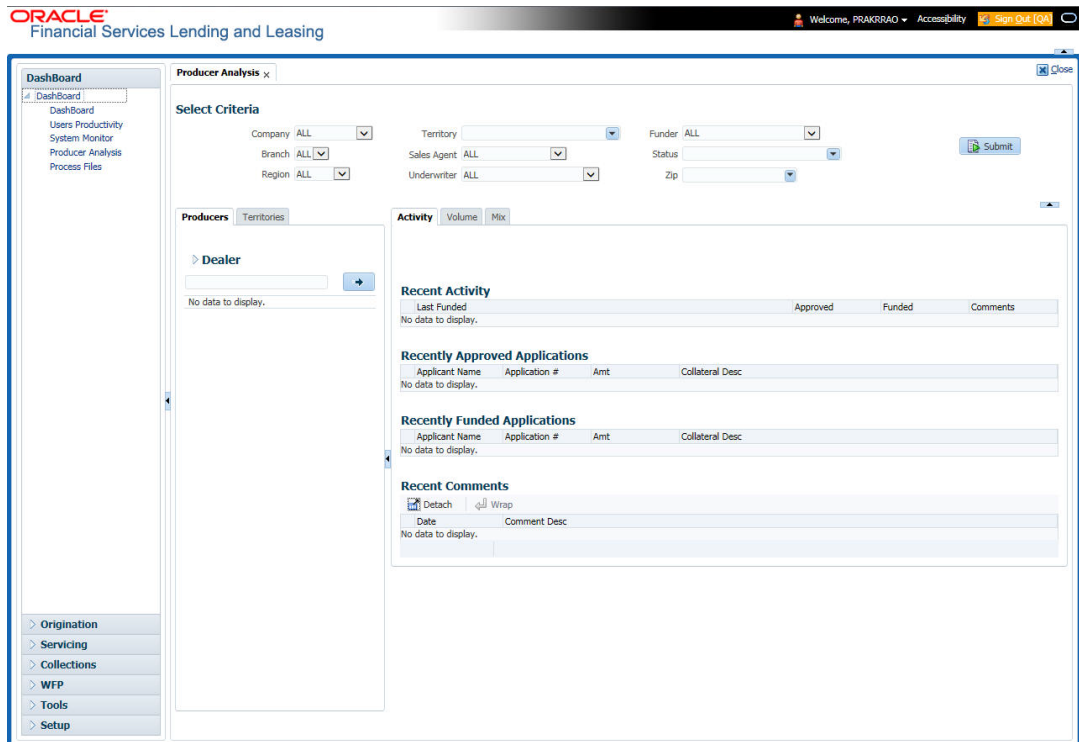 ORACLE
Financial Services Lending and Leasing
Welcome, PRAKRRAO Accessibility Sign Out [QA]
DashBoard
DashBoard
DashBoard
Users Productivity
System Monitor
Producer Analysis
Process Files
Origination
Servicing
Collections
WFP
Tools
Setup
Producer Analysis x
Close
Select Criteria
Company ALL Territory Funder ALL
Branch ALL Sales Agent ALL Status
Region ALL Underwriter ALL Zip
Submit
Producers Territories
Dealer
No data to display.
Activity Volume Mix
Recent Activity
Last Funded Approved Funded Comments
No data to display.
Recently Approved Applications
Applicant Name Application # Amt Collateral Desc
No data to display.
Recently Funded Applications
Applicant Name Application # Amt Collateral Desc
No data to display.
Recent Comments
Detach Wrap
Date Comment Desc
No data to display.